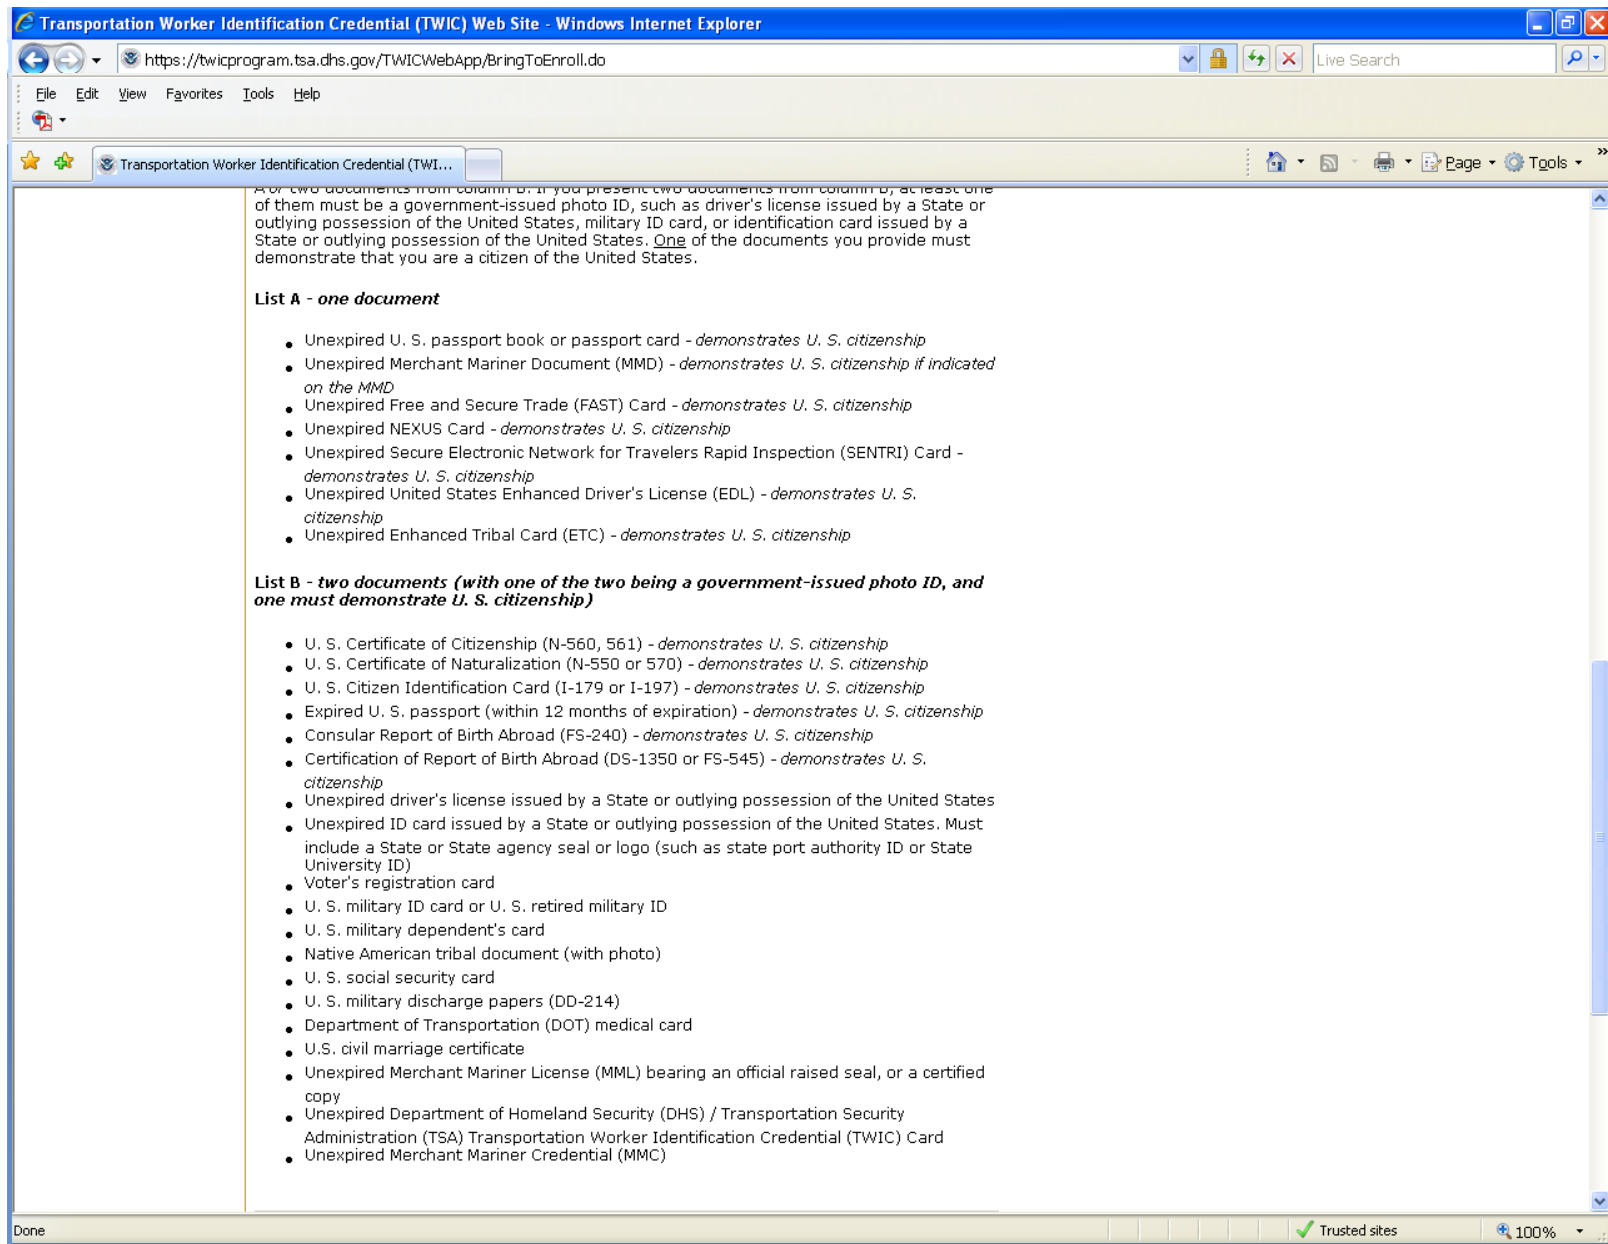 Transportation Worker Identification Credential (TWIC) Web Site - Windows Internet Explorer
https://twicprogram.tsa.dhs.gov/TWICWebApp/BringToEnroll.do
Live Search
File Edit View Favorites Tools Help
Transportation Worker Identification Credential (TWI...
Page Tools
A or two documents from column B. If you present two documents from column B, at least one
of them must be a government-issued photo ID, such as driver's license issued by a State or
outlying possession of the United States, military ID card, or identification card issued by a
State or outlying possession of the United States. One of the documents you provide must
demonstrate that you are a citizen of the United States.
List A - one document
Unexpired U. S. passport book or passport card - demonstrates U. S. citizenship
Unexpired Merchant Mariner Document (MMD) - demonstrates U. S. citizenship if indicated
on the MMD
Unexpired Free and Secure Trade (FAST) Card - demonstrates U. S. citizenship
Unexpired NEXUS Card - demonstrates U. S. citizenship
Unexpired Secure Electronic Network for Travelers Rapid Inspection (SENTRI) Card -
demonstrates U. S. citizenship
Unexpired United States Enhanced Driver's License (EDL) - demonstrates U. S.
citizenship
Unexpired Enhanced Tribal Card (ETC) - demonstrates U. S. citizenship
List B - two documents (with one of the two being a government-issued photo ID, and
one must demonstrate U. S. citizenship)
U. S. Certificate of Citizenship (N-560, 561) - demonstrates U. S. citizenship
U. S. Certificate of Naturalization (N-550 or 570) - demonstrates U. S. citizenship
U. S. Citizen Identification Card (I-179 or I-197) - demonstrates U. S. citizenship
Expired U. S. passport (within 12 months of expiration) - demonstrates U. S. citizenship
Consular Report of Birth Abroad (FS-240) - demonstrates U. S. citizenship
Certification of Report of Birth Abroad (DS-1350 or FS-545) - demonstrates U. S.
citizenship
Unexpired driver's license issued by a State or outlying possession of the United States
Unexpired ID card issued by a State or outlying possession of the United States. Must
include a State or State agency seal or logo (such as state port authority ID or State
University ID)
Voter's registration card
U. S. military ID card or U. S. retired military ID
U. S. military dependent's card
Native American tribal document (with photo)
U. S. social security card
U. S. military discharge papers (DD-214)
Department of Transportation (DOT) medical card
U.S. civil marriage certificate
Unexpired Merchant Mariner License (MML) bearing an official raised seal, or a certified
copy
Unexpired Department of Homeland Security (DHS) / Transportation Security
Administration (TSA) Transportation Worker Identification Credential (TWIC) Card
Unexpired Merchant Mariner Credential (MMC)
Done
Trusted sites
100%